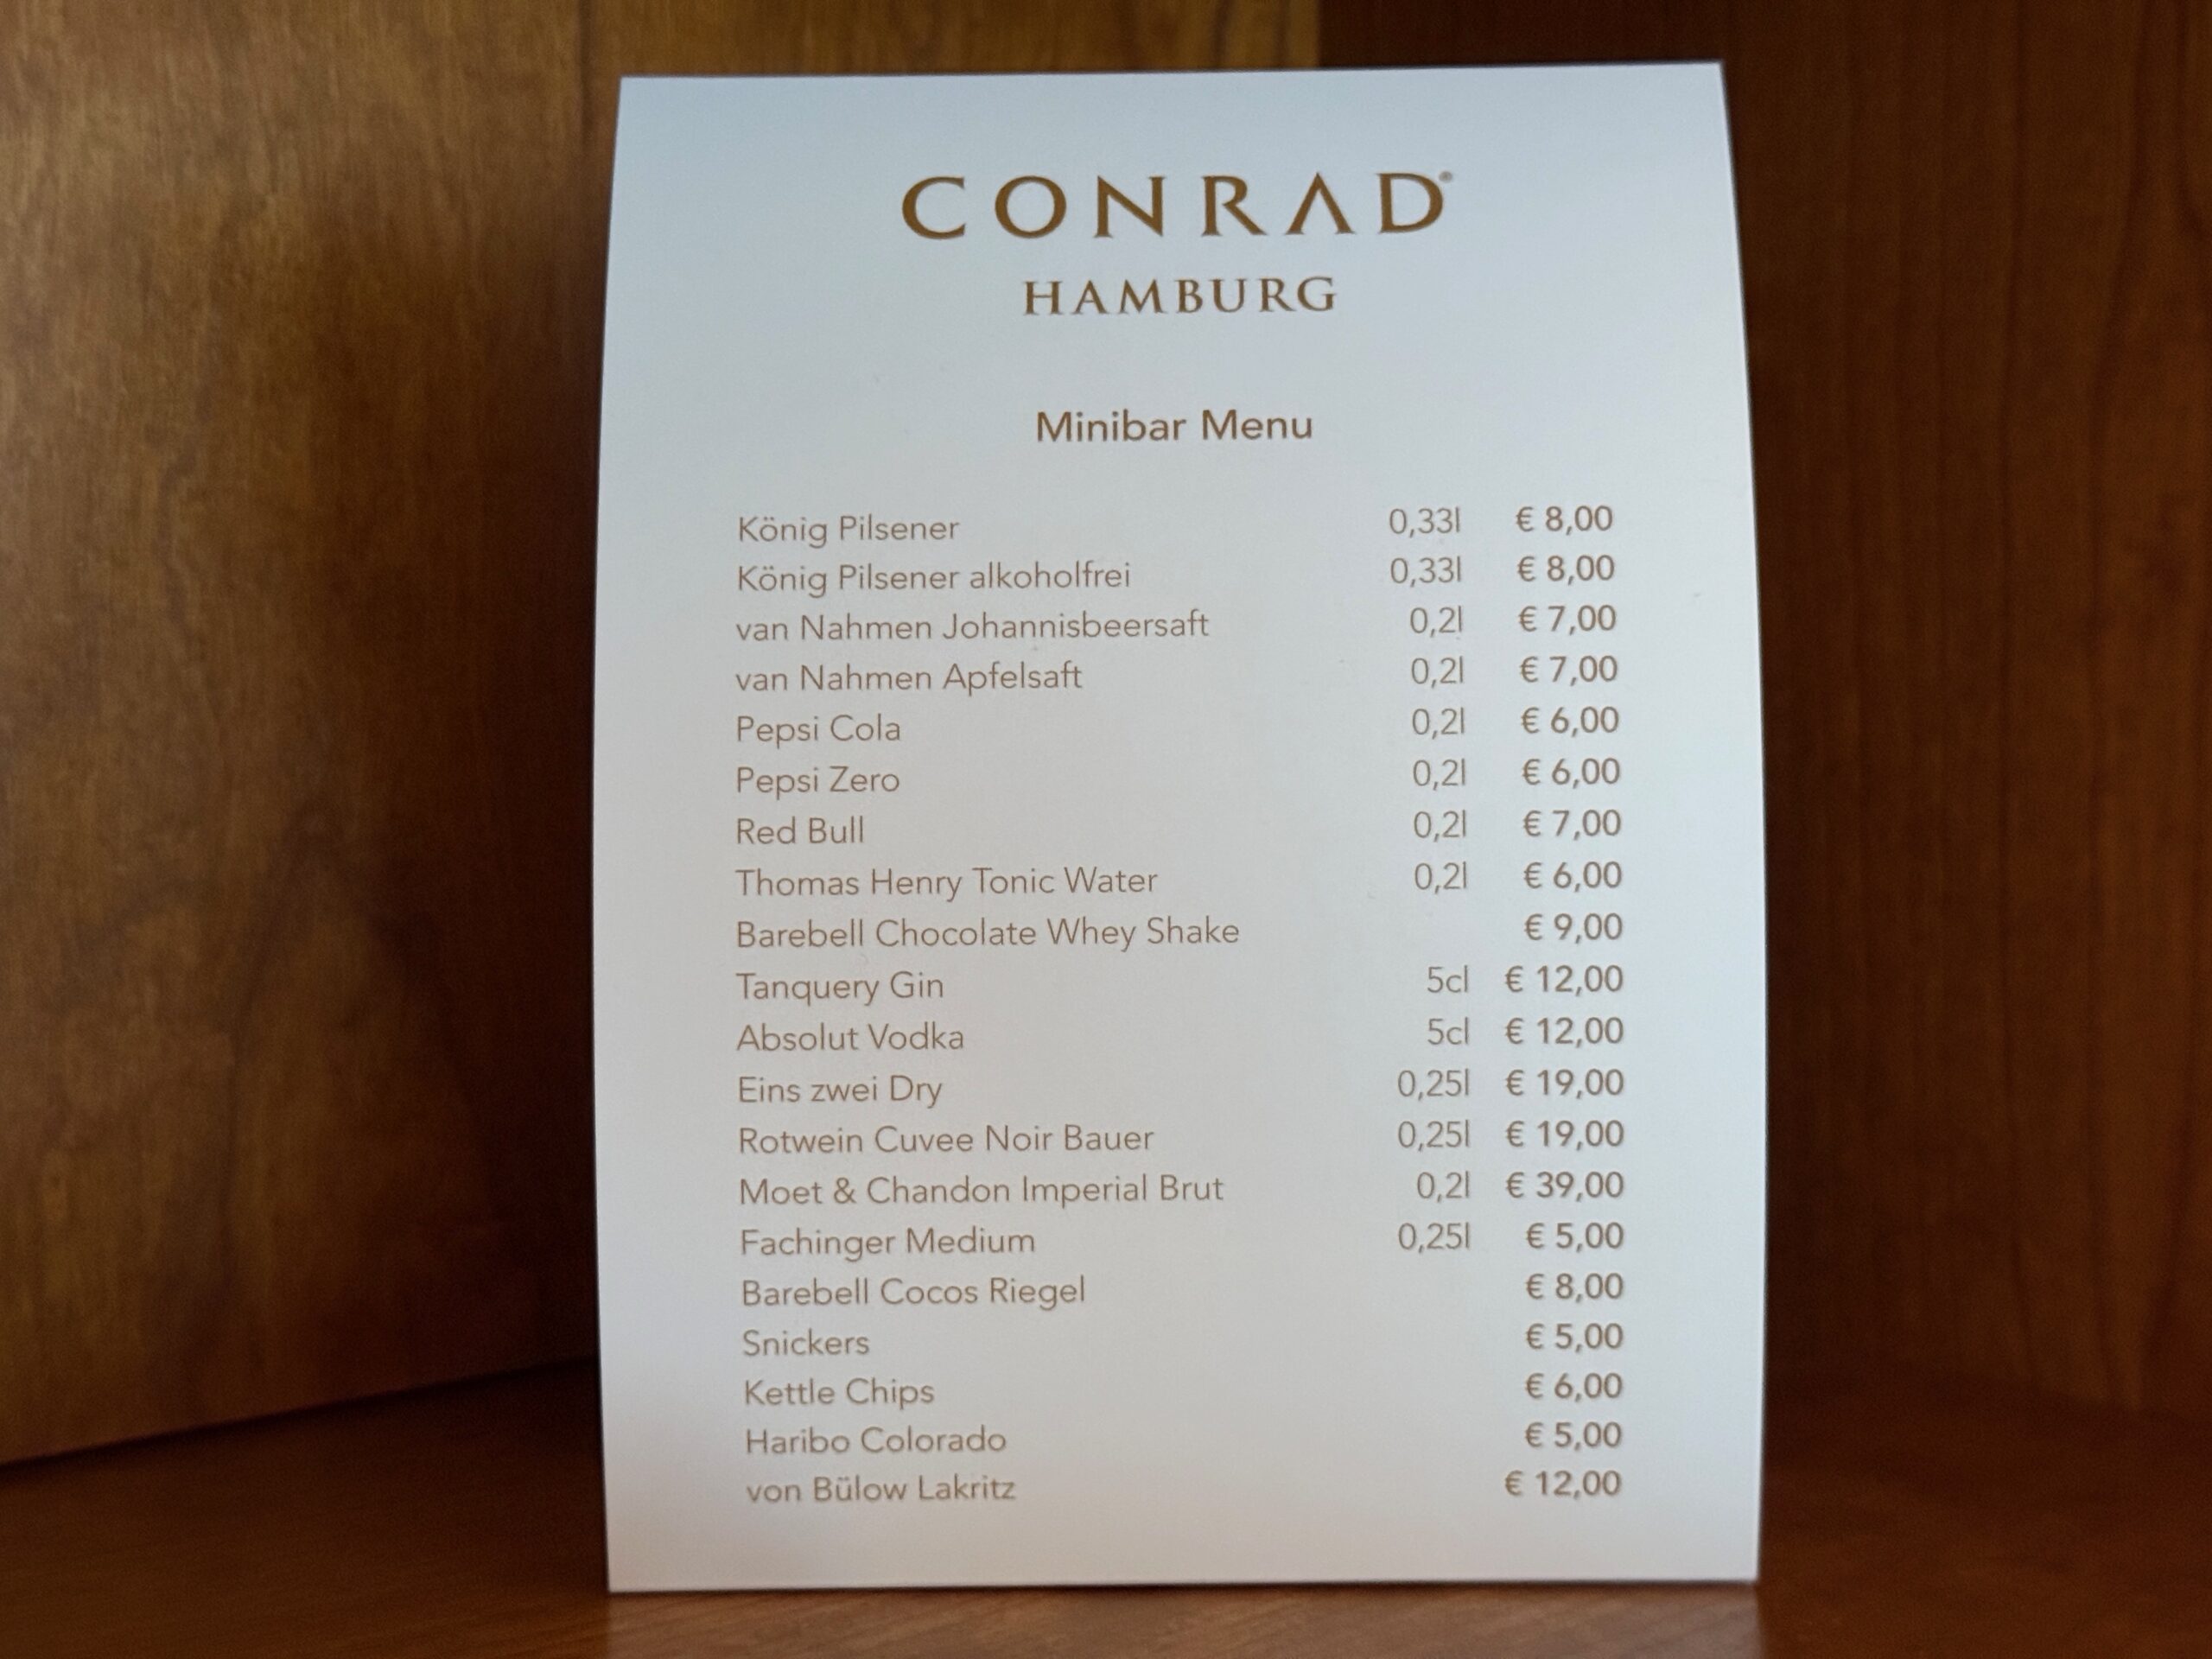 CONRAD
HAMBURG
Minibar Menu
König Pilsener 0,33l € 8,00
König Pilsener alkoholfrei 0,33l € 8,00
van Nahmen Johannisbeersaft 0,2l € 7,00
van Nahmen Apfelsaft 0,2l € 7,00
Pepsi Cola 0,2l € 6,00
Pepsi Zero 0,2l € 6,00
Red Bull 0,2l € 7,00
Thomas Henry Tonic Water 0,2l € 6,00
Barebell Chocolate Whey Shake € 9,00
Tanquery Gin 5cl € 12,00
Absolut Vodka 5cl € 12,00
Eins zwei Dry 0,25l € 19,00
Rotwein Cuvee Noir Bauer 0,25l € 19,00
Moet & Chandon Imperial Brut 0,2l € 39,00
Fachinger Medium 0,25l € 5,00
Barebell Cocos Riegel € 8,00
Snickers € 5,00
Kettle Chips € 6,00
Haribo Colorado € 5,00
von Bülow Lakritz € 12,00